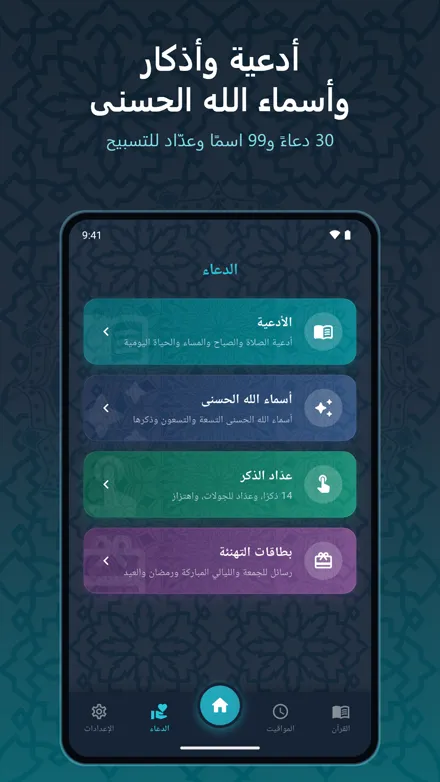 أدعية وأذكار
وأسماء الله الحسنى
30 دعاءً و99 اسمًا وعدّاد للتسبيح
9:41
الدعاء
الأدعية
أدعية الصلاة والصباح والمساء والحياة اليومية
أسماء الله الحسنى
أسماء الله الحسنى التسعة والتسعون وذكرها
عدّاد الذكر
14 ذكرًا، وعداد للجولات، واهتزاز
بطاقات التهنئة
رسائل للجمعة والليالي المباركة ورمضان والعيد
القرآن
المواقيت
الدعاء
الإعدادات